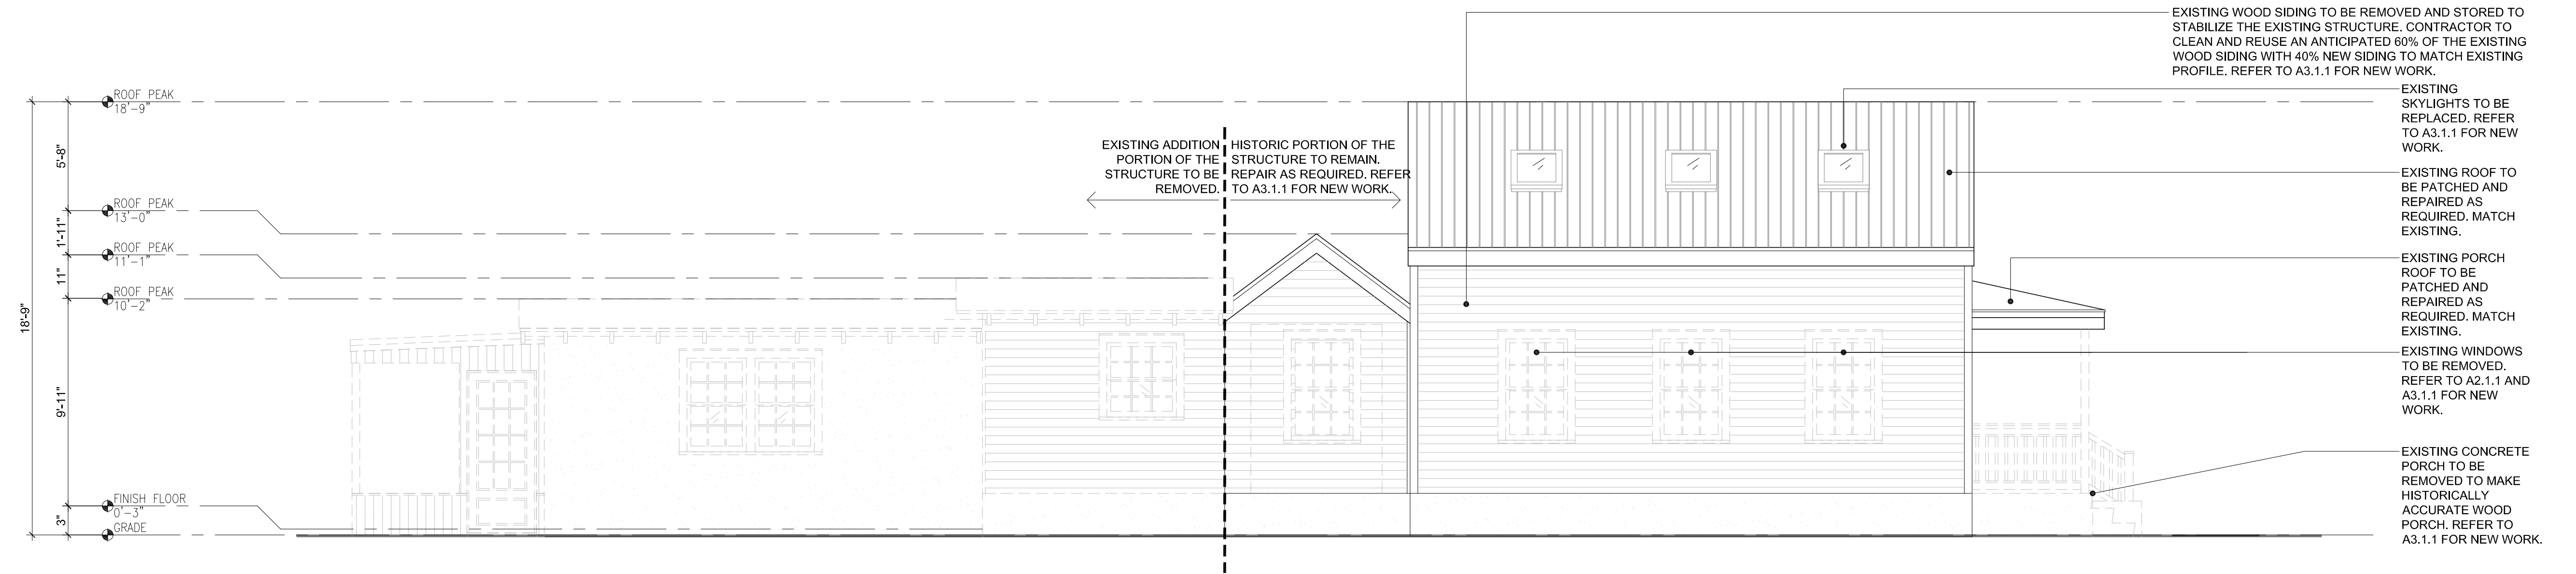 EXISTING WOOD SIDING TO BE REMOVED AND STORED TO
STABILIZE THE EXISTING STRUCTURE. CONTRACTOR TO
CLEAN AND REUSE AN ANTICIPATED 60% OF THE EXISTING
WOOD SIDING WITH 40% NEW SIDING TO MATCH EXISTING
PROFILE. REFER TO A3.1.1 FOR NEW WORK.
ROOF PEAK
18'-9"
ROOF PEAK
13'-0"
ROOF PEAK
11'-1"
ROOF PEAK
10'-2"
FINISH FLOOR
0'-3"
GRADE
18'-9"
5'-8"
1'-11"
11"
9'-11"
3"
EXISTING ADDITION
PORTION OF THE
STRUCTURE TO BE
REMOVED.
HISTORIC PORTION OF THE
STRUCTURE TO REMAIN.
REPAIR AS REQUIRED. REFER
TO A3.1.1 FOR NEW WORK.
EXISTING
SKYLIGHTS TO BE
REPLACED. REFER
TO A3.1.1 FOR NEW
WORK.
EXISTING ROOF TO
BE PATCHED AND
REPAIRED AS
REQUIRED. MATCH
EXISTING.
EXISTING PORCH
ROOF TO BE
PATCHED AND
REPAIRED AS
REQUIRED. MATCH
EXISTING.
EXISTING WINDOWS
TO BE REMOVED.
REFER TO A2.1.1 AND
A3.1.1 FOR NEW
WORK.
EXISTING CONCRETE
PORCH TO BE
REMOVED TO MAKE
HISTORICALLY
ACCURATE WOOD
PORCH. REFER TO
A3.1.1 FOR NEW WORK.